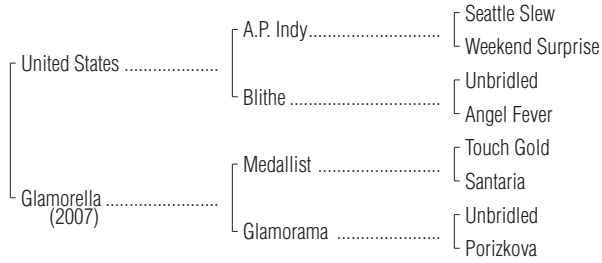 Seattle Slew
A.P. Indy
Weekend Surprise
United States
Unbridled
Blithe
Angel Fever
Touch Gold
Medallist
Santaria
Glamorella
(2007)
Unbridled
Glamorama
Porizkova